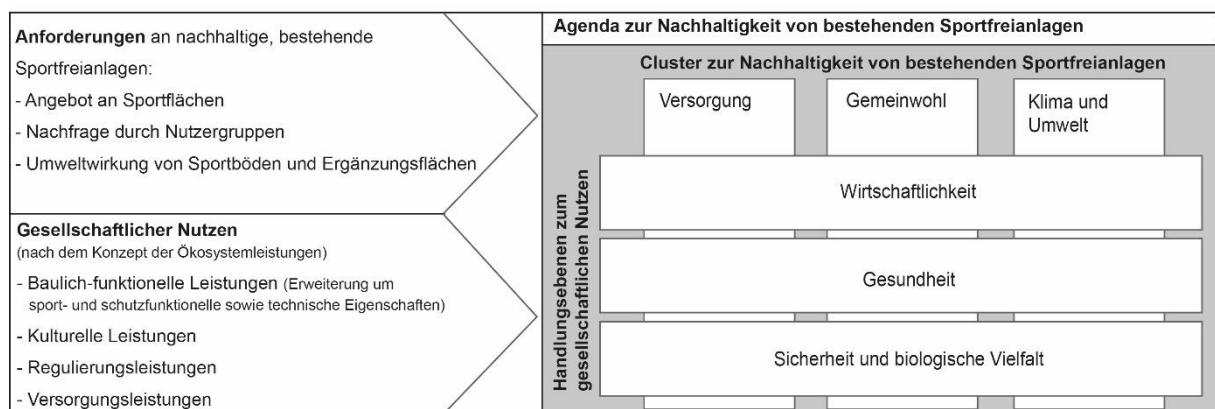 Anforderungen an nachhaltige, bestehende
Sportfreianlagen:
- Angebot an Sportflächen
- Nachfrage durch Nutzergruppen
- Umweltwirkung von Sportböden und Ergänzungsflächen
Gesellschaftlicher Nutzen
(nach dem Konzept der Ökosystemleistungen)
- Baulich-funktionelle Leistungen (Erweiterung um
sport- und schutzfunktionelle sowie technische Eigenschaften)
- Kulturelle Leistungen
- Regulierungsleistungen
- Versorgungsleistungen
Agenda zur Nachhaltigkeit von bestehenden Sportfreianlagen
Cluster zur Nachhaltigkeit von bestehenden Sportfreianlagen
Versorgung
Gemeinwohl
Klima und
Umwelt
Handlungsebenen zum
gesellschaftlichen Nutzen
Wirtschaftlichkeit
Gesundheit
Sicherheit und biologische Vielfalt